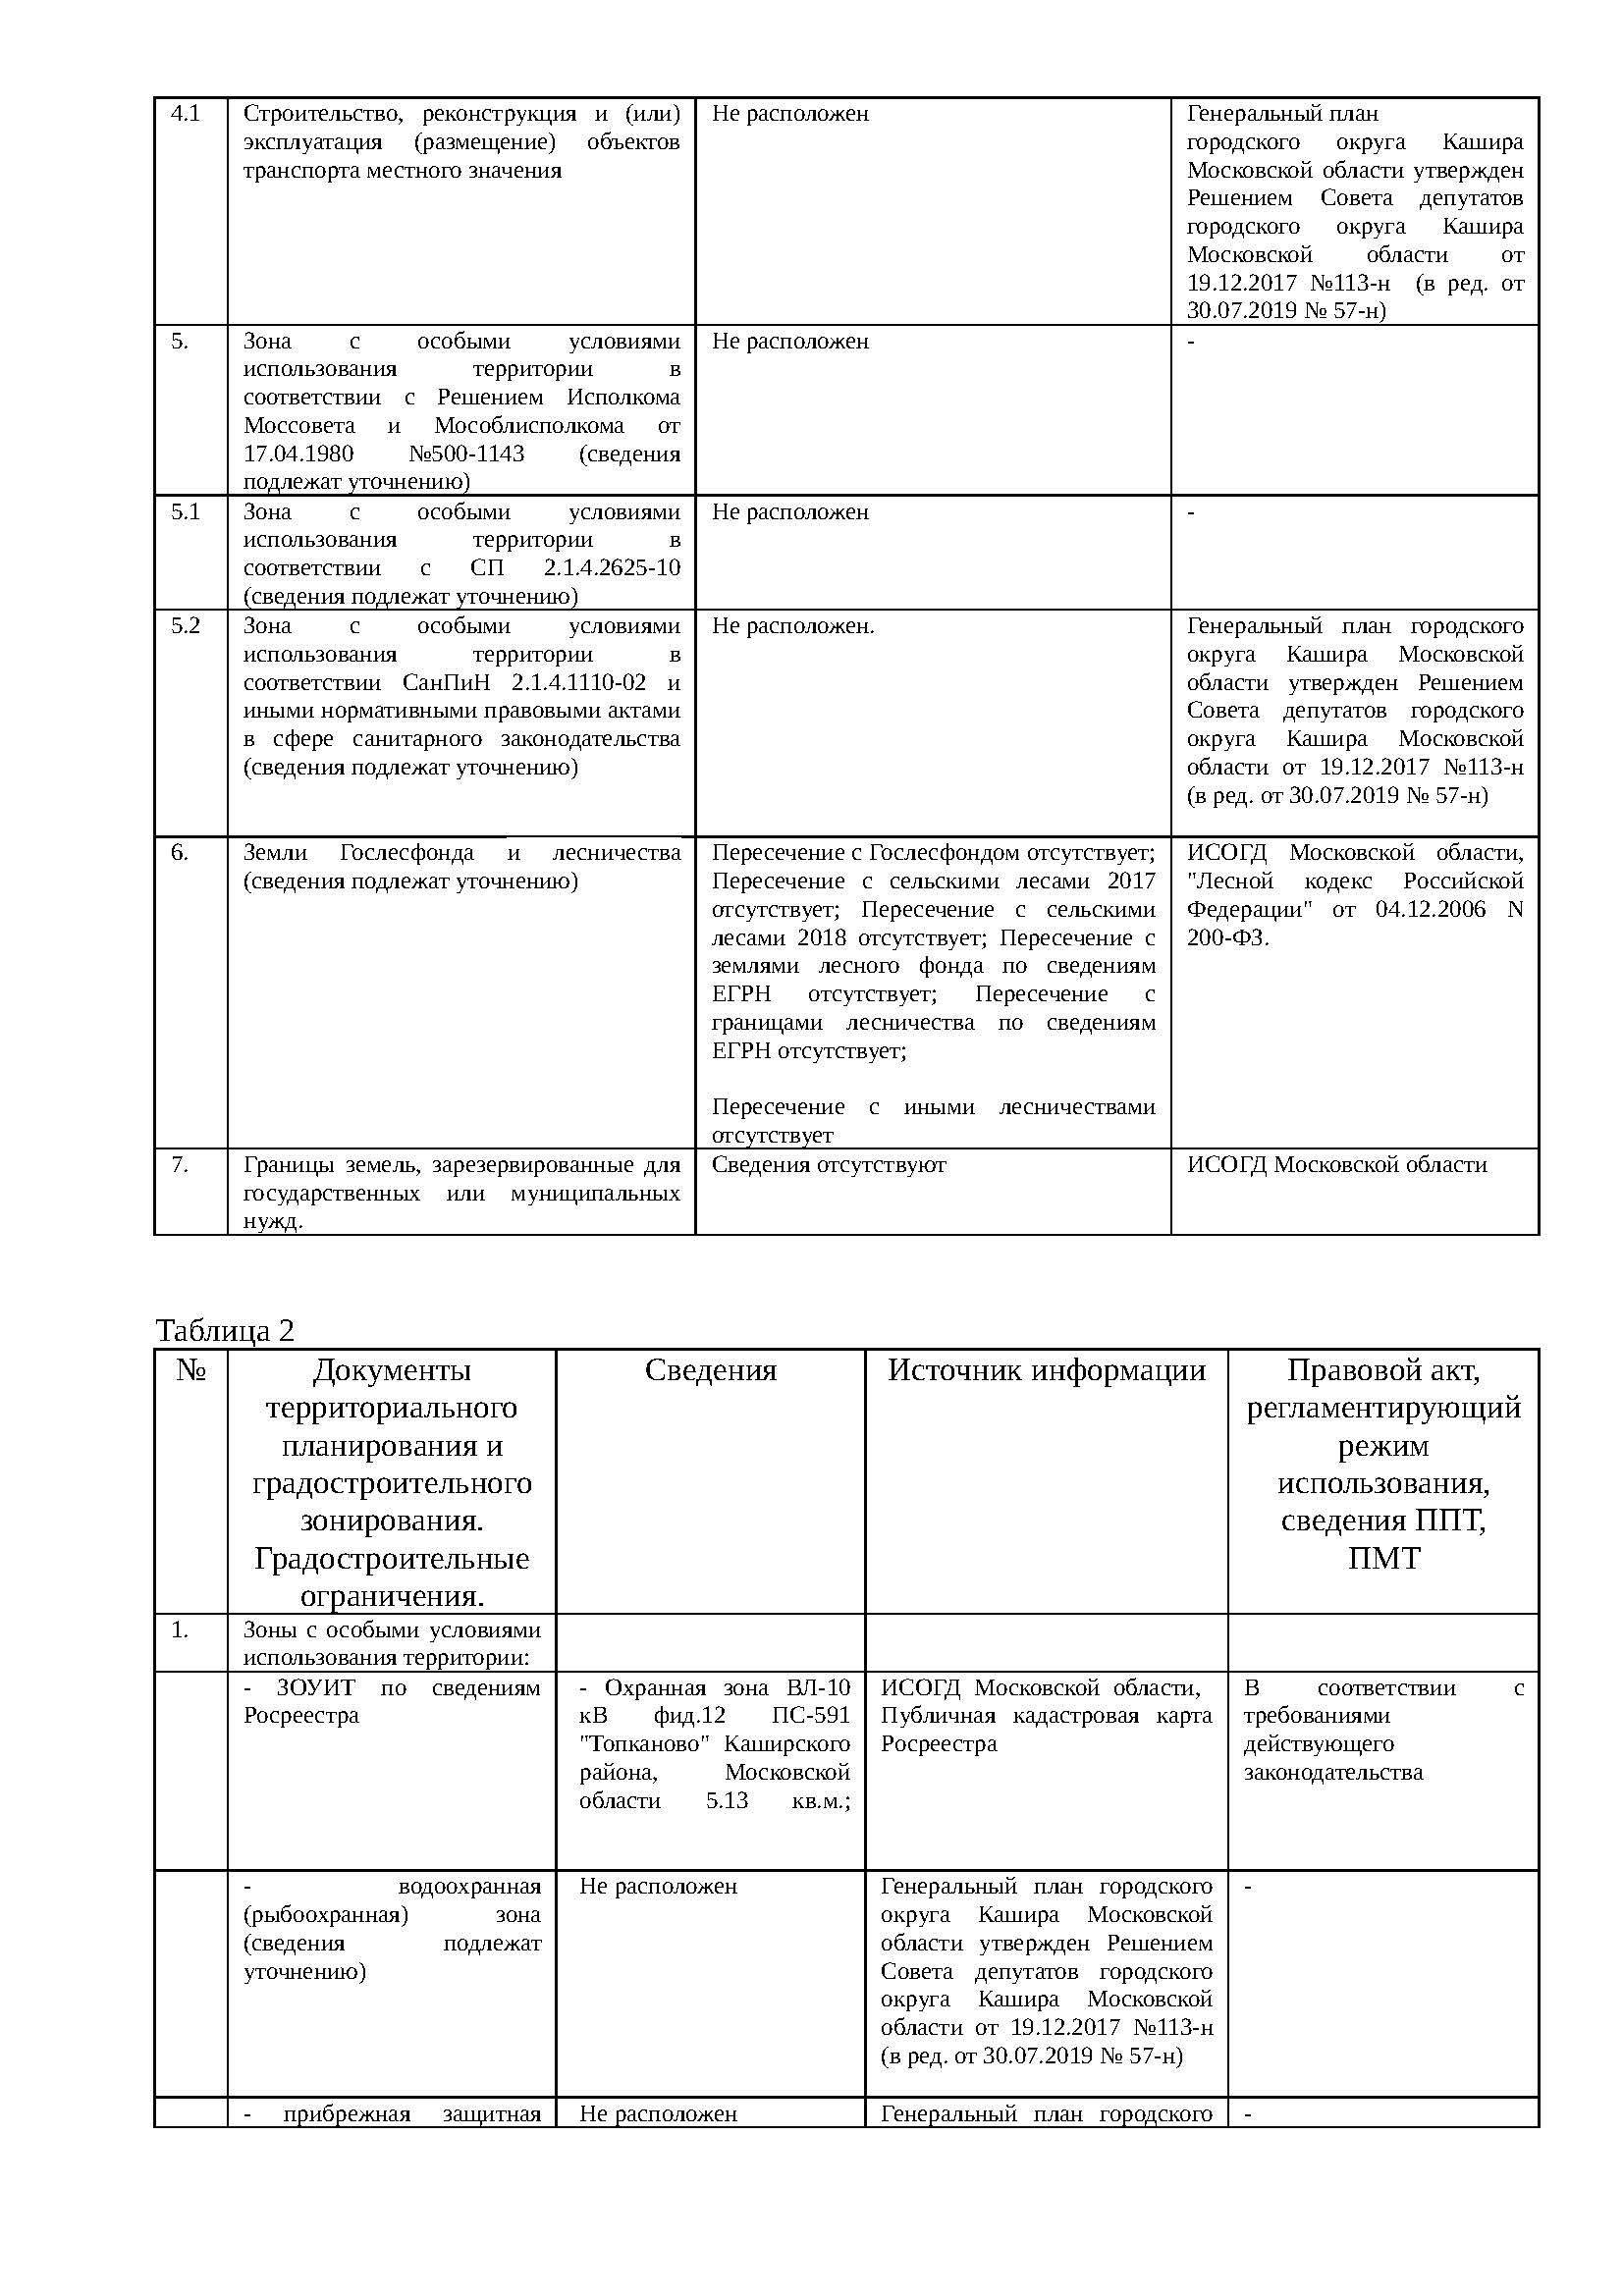 4.1
Строительство, реконструкция и (или)
эксплуатация (размещение) объектов
транспорта местного значения
Не расположен
Генеральный план
городского округа Кашира
Московской области утвержден
Решением Совета депутатов
городского округа Кашира
Московской области от
19.12.2017 №113-н (в ред. от
30.07.2019 № 57-н)
5.
Зона с особыми условиями
использования территории в
соответствии с Решением Исполкома
Моссовета и Мособлисполкома от
17.04.1980 №500-1143 (сведения
подлежат уточнению)
Не расположен
-
5.1
Зона с особыми условиями
использования территории в
соответствии с СП 2.1.4.2625-10
(сведения подлежат уточнению)
Не расположен
-
5.2
Зона с особыми условиями
использования территории в
соответствии СанПиН 2.1.4.1110-02 и
иными нормативными правовыми актами
в сфере санитарного законодательства
(сведения подлежат уточнению)
Не расположен.
Генеральный план городского
округа Кашира Московской
области утвержден Решением
Совета депутатов городского
округа Кашира Московской
области от 19.12.2017 №113-н
(в ред. от 30.07.2019 № 57-н)
6.
Земли Гослесфонда и лесничества
(сведения подлежат уточнению)
Пересечение с Гослесфондом отсутствует;
Пересечение с сельскими лесами 2017
отсутствует; Пересечение с сельскими
лесами 2018 отсутствует; Пересечение с
землями лесного фонда по сведениям
ЕГРН отсутствует; Пересечение с
границами лесничества по сведениям
ЕГРН отсутствует;
Пересечение с иными лесничествами
отсутствует
ИСОГД Московской области,
"Лесной кодекс Российской
Федерации" от 04.12.2006 N
200-ФЗ.
7.
Границы земель, зарезервированные для
государственных или муниципальных
нужд.
Сведения отсутствуют
ИСОГД Московской области
Таблица 2
№
Документы
территориального
планирования и
градостроительного
зонирования.
Градостроительные
ограничения.
Сведения
Источник информации
Правовой акт,
регламентирующий
режим
использования,
сведения ППТ,
ПМТ
1.
Зоны с особыми условиями
использования территории:
- ЗОУИТ по сведениям
Росреестра
- Охранная зона ВЛ-10
кВ фид.12 ПС-591
"Топканово" Каширского
района, Московской
области 5.13 кв.м.;
ИСОГД Московской области,
Публичная кадастровая карта
Росреестра
В соответствии с
требованиями
действующего
законодательства
- водоохранная
(рыбоохранная) зона
(сведения подлежат
уточнению)
Не расположен
Генеральный план городского
округа Кашира Московской
области утвержден Решением
Совета депутатов городского
округа Кашира Московской
области от 19.12.2017 №113-н
(в ред. от 30.07.2019 № 57-н)
-
- прибрежная защитная
Не расположен
Генеральный план городского
-